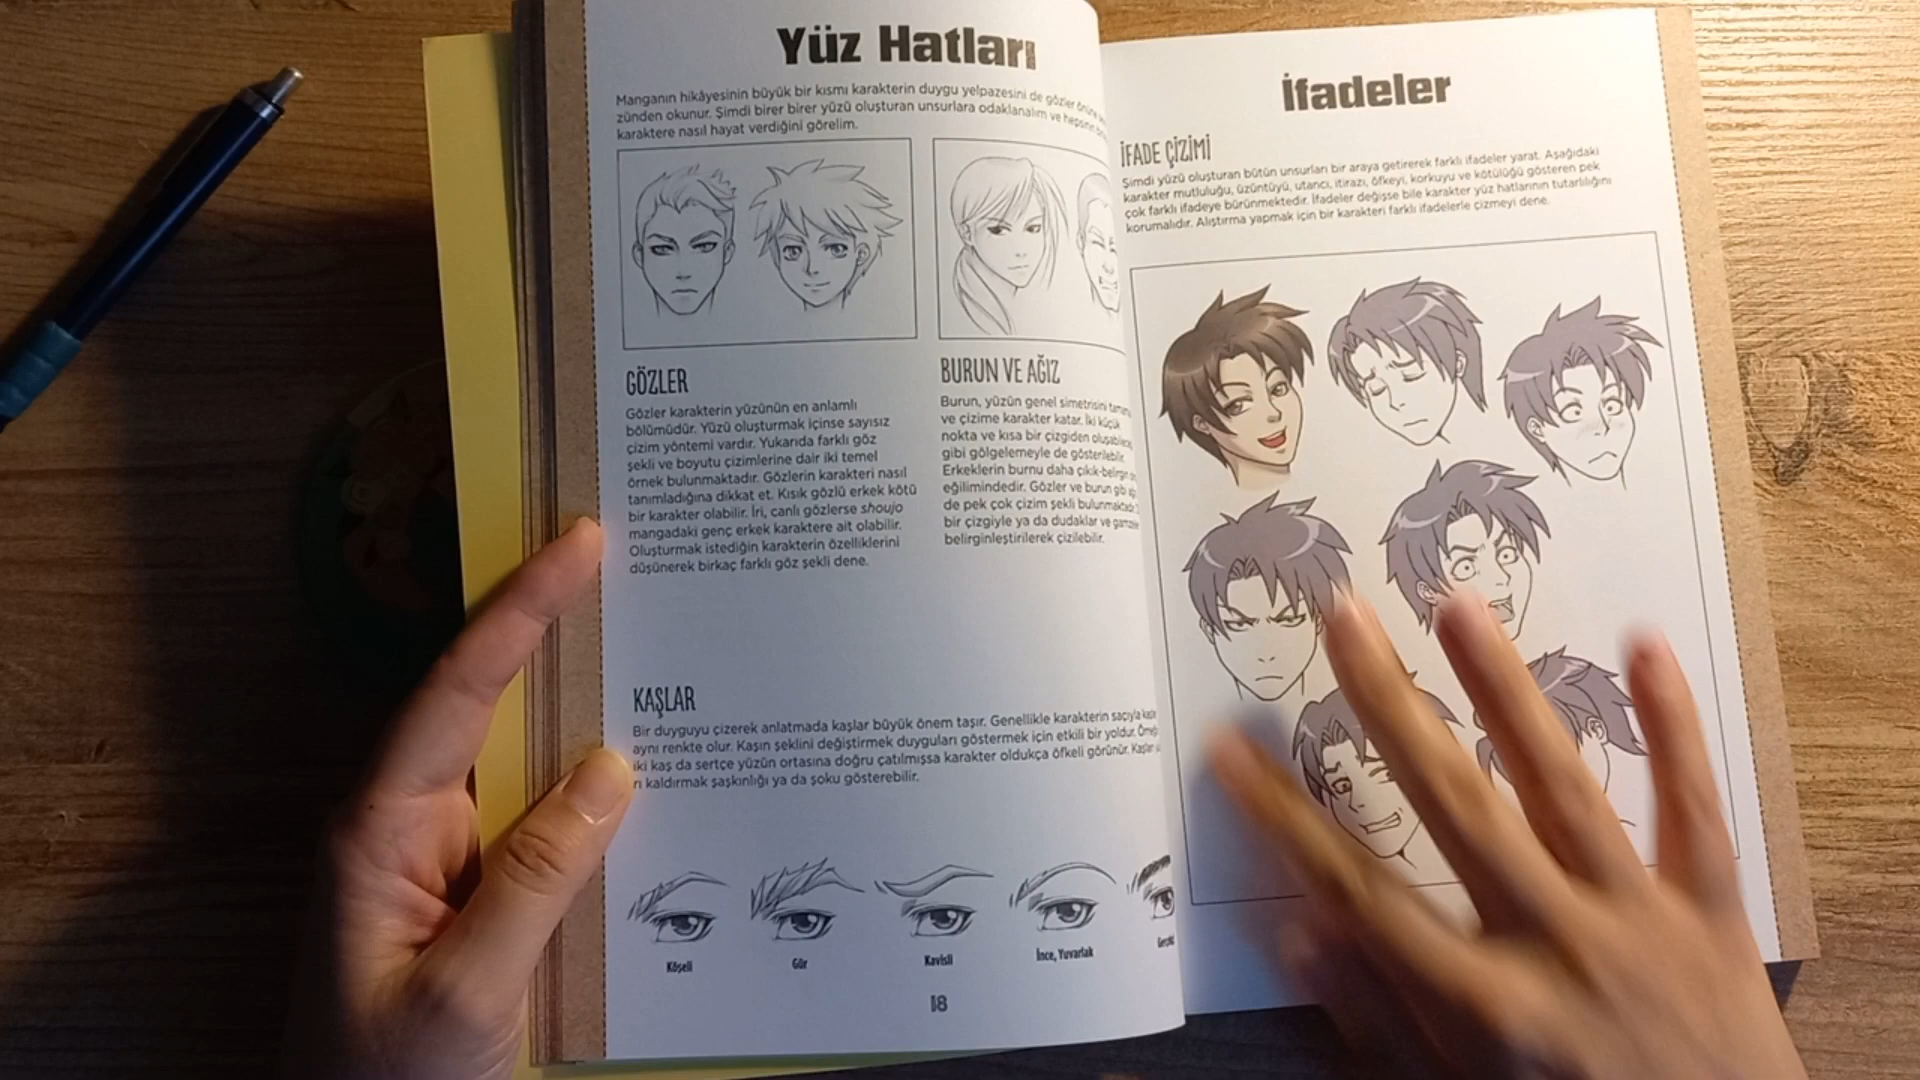 Yüz Hatları
Manganın hikâyesinin büyük bir kısmı karakterin duygu yelpazesini de gözler önüne
zünden okunur. Şimdi birer birer yüzü oluşturan unsurlara odaklanalım ve hepsinin
karaktere nasıl hayat verdiğini görelim.
GÖZLER
Gözler karakterin yüzünün en anlamlı
bölümüdür. Yüzü oluşturmak içinse sayısız
çizim yöntemi vardır. Yukarıda farklı göz
şekli ve boyutu çizimlerine dair iki temel
örnek bulunmaktadır. Gözlerin karakteri nasıl
tanımladığına dikkat et. Kısık gözlü erkek kötü
bir karakter olabilir. İri, canlı gözlerse shoujo
mangadaki genç erkek karaktere ait olabilir.
Oluşturmak istediğin karakterin özelliklerini
düşünerek birkaç farklı göz şekli dene.
BURUN VE AĞIZ
Burun, yüzün genel simetrisini
ve çizime karakter katar. İki küçük
nokta ve kısa bir çizgiden oluşabileceği
gibi gölgelemeyle de gösterilebilir.
Erkeklerin burnu daha çıkık-belirgin
eğilimindedir. Gözler ve burun gibi
de pek çok çizim şekli bulunmaktadır.
bir çizgiyle ya da dudaklar ve
belirginleştirilerek çizilebilir.
KAŞLAR
Bir duyguyu çizerek anlatmada kaşlar büyük önem taşır. Genellikle karakterin saçıyla
aynı renkte olur. Kaşın şeklini değiştirmek duyguları göstermek için etkili bir yoldur.
iki kaş da sertçe yüzün ortasına doğru çatılmışsa karakter oldukça öfkeli görünür. Kaşlar
rı kaldırmak şaşkınlığı ya da şoku gösterebilir.
Köşeli
Gür
Kavisli
İnce, Yuvarlak
18
İfadeler
İFADE ÇİZİMİ
Şimdi yüzü oluşturan bütün unsurları bir araya getirerek farklı ifadeler yarat. Aşağıdaki
karakter mutluluğu, üzüntüyü, utancı, itirazı, öfkeyi, korkuyu ve kötülüğü gösteren pek
çok farklı ifadeye bürünmektedir. İfadeler değişse bile karakter yüz hatlarının tutarlılığını
korumalıdır. Alıştırma yapmak için bir karakteri farklı ifadelerle çizmeyi dene.